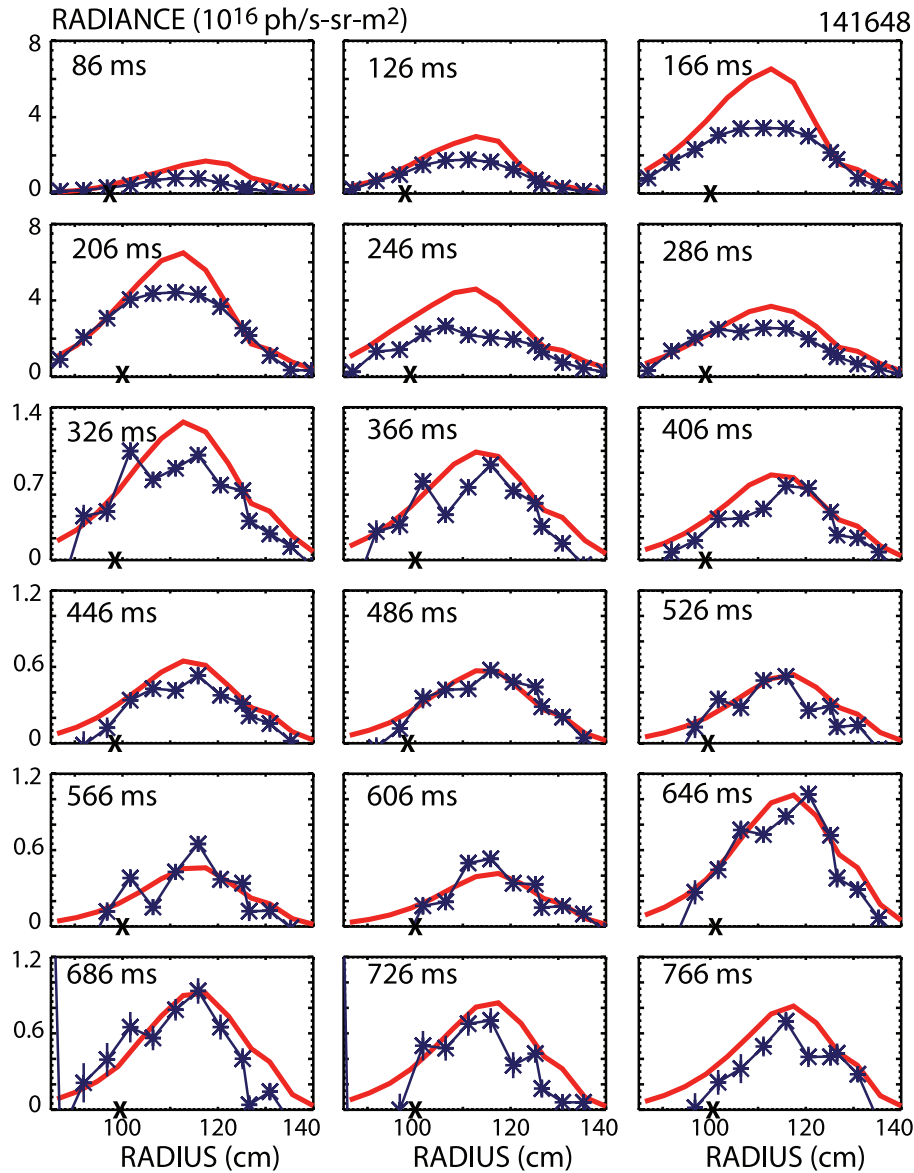 RADIANCE (10¹⁶ ph/s-sr-m²) 141648
8 86 ms 126 ms 166 ms
4
0 X X X
8 206 ms 246 ms 286 ms
4
0 X X X
1.4 326 ms 366 ms 406 ms
0.7
0 X X X
1.2 446 ms 486 ms 526 ms
0.6
0 X X X
1.2 566 ms 606 ms 646 ms
0.6
0 X X X
1.2 686 ms 726 ms 766 ms
0.6
0 X X X
100 120 140 100 120 140 100 120 140
RADIUS (cm) RADIUS (cm) RADIUS (cm)